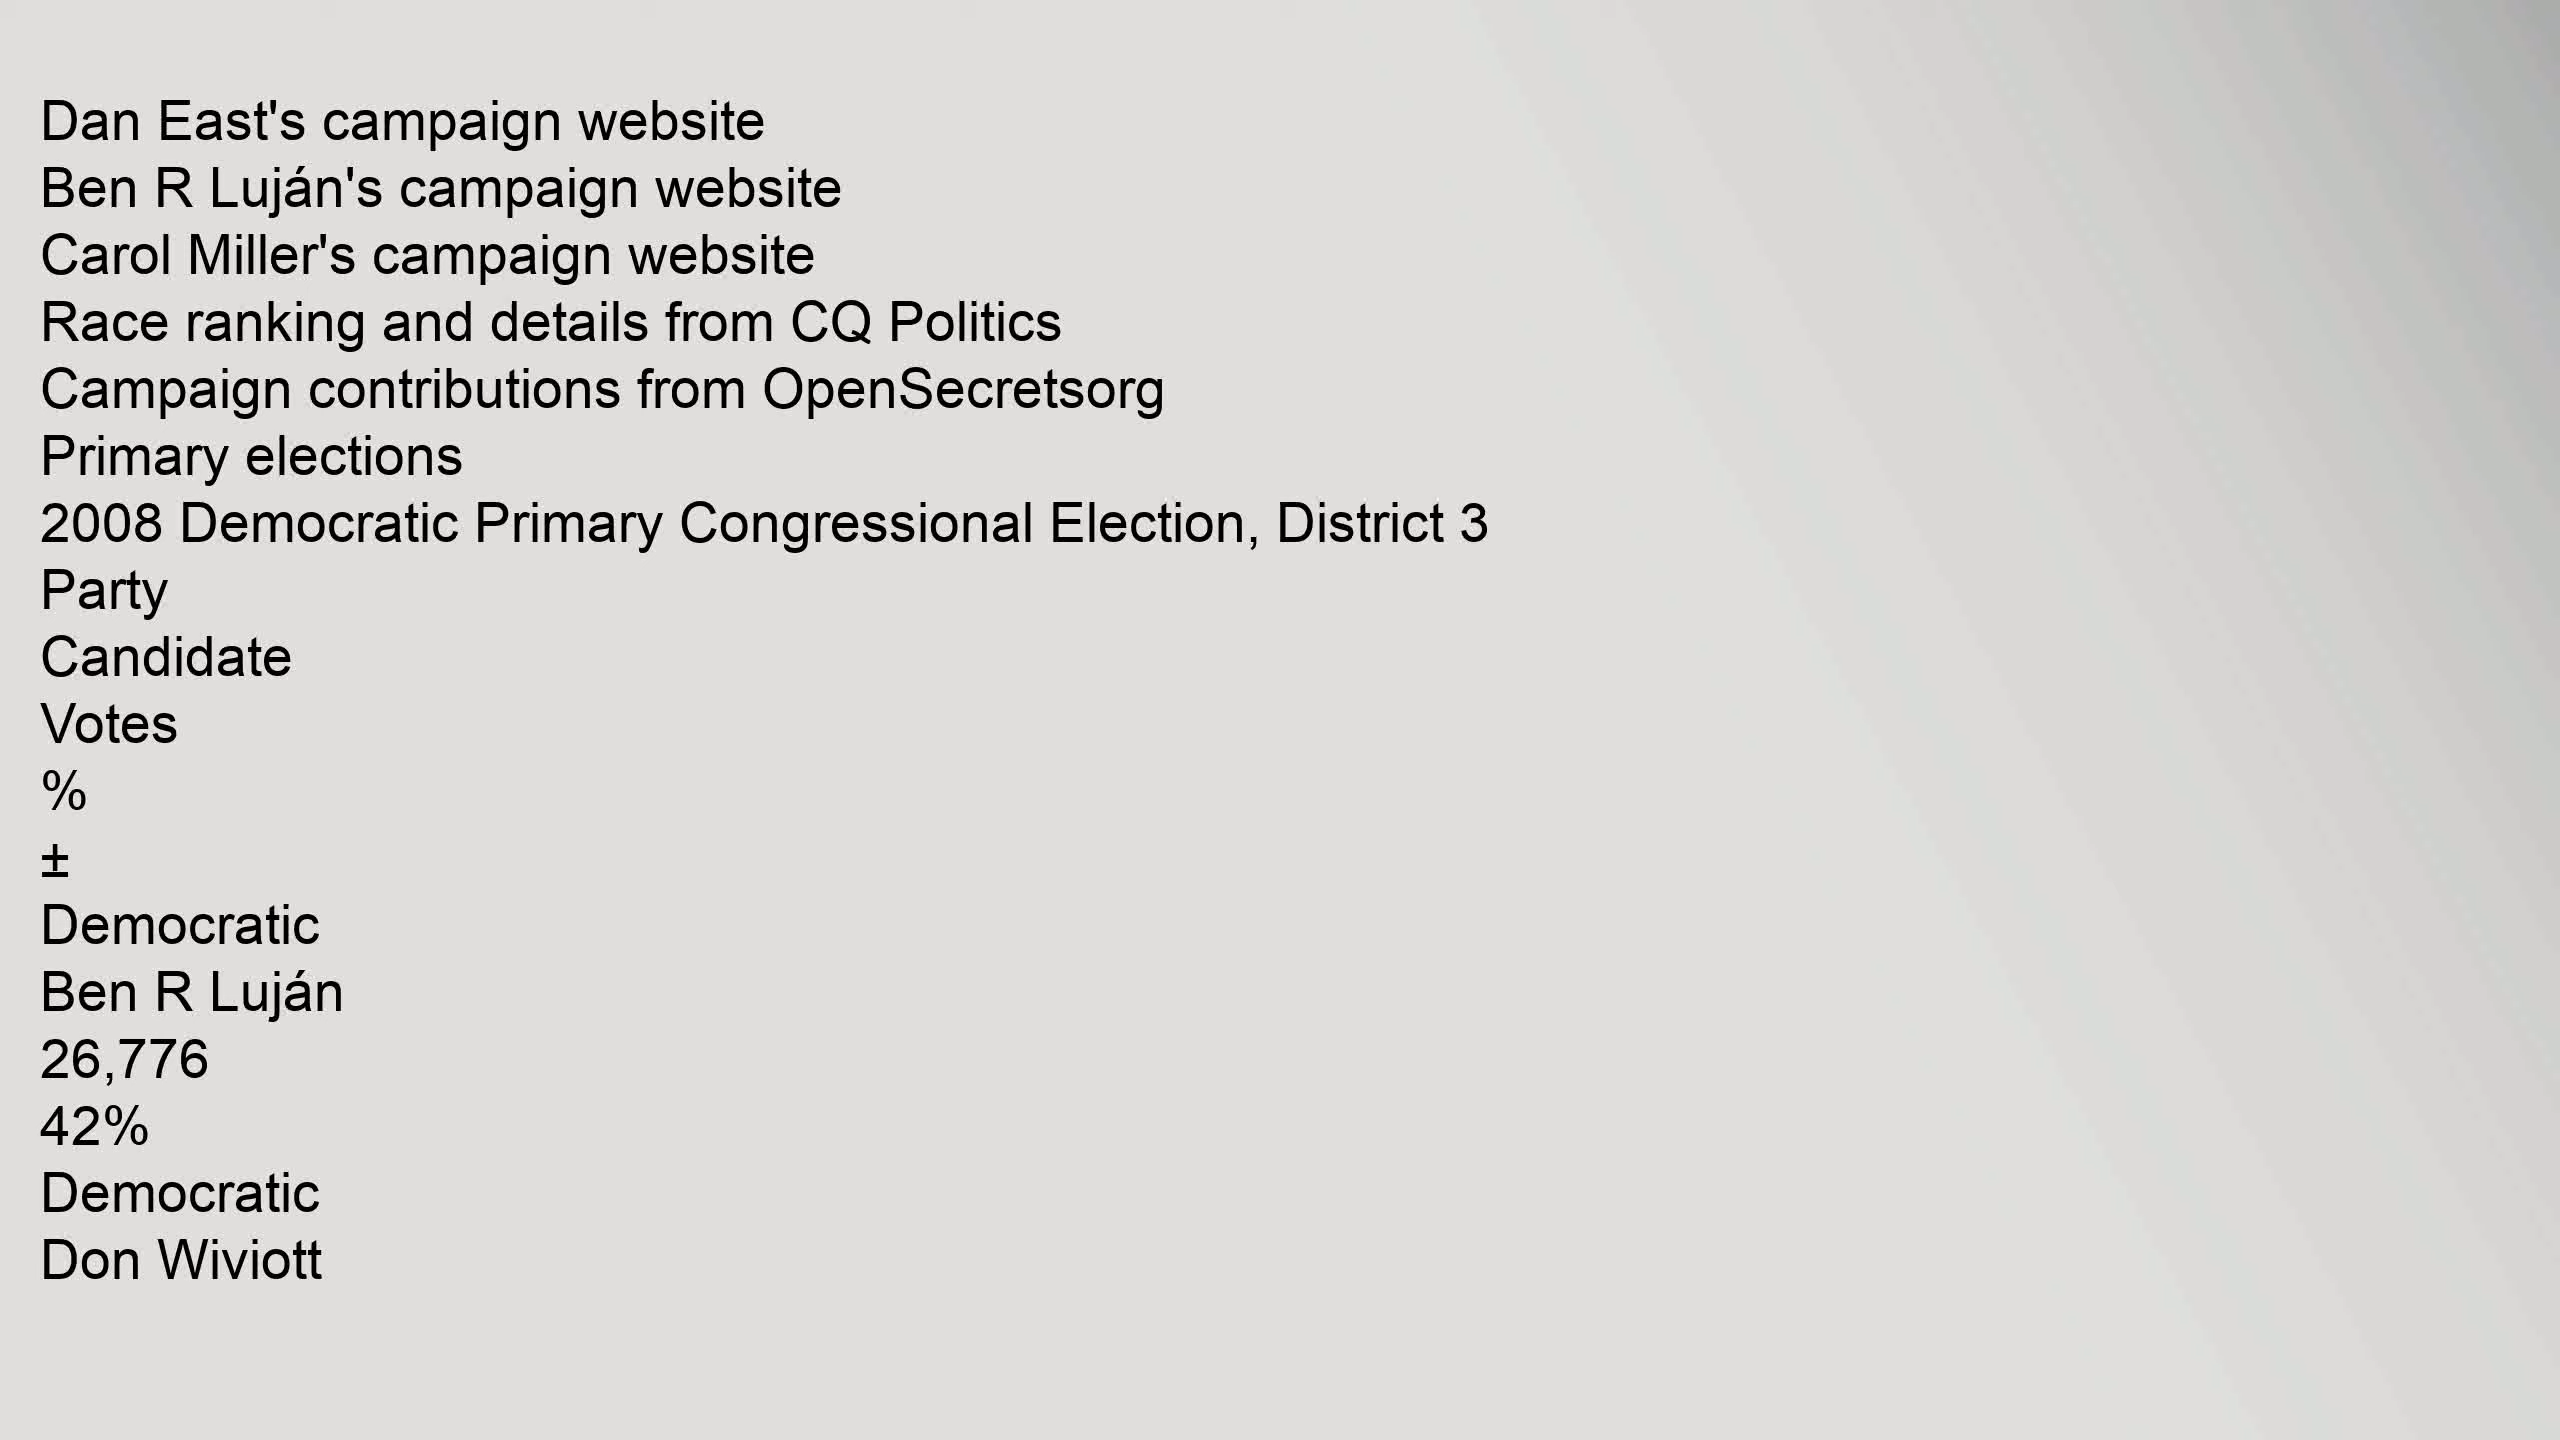 Dan East's campaign website
Ben R Luján's campaign website
Carol Miller's campaign website
Race ranking and details from CQ Politics
Campaign contributions from OpenSecretsorg
Primary elections
2008 Democratic Primary Congressional Election, District 3
Party
Candidate
Votes
%
±
Democratic
Ben R Luján
26,776
42%
Democratic
Don Wiviott